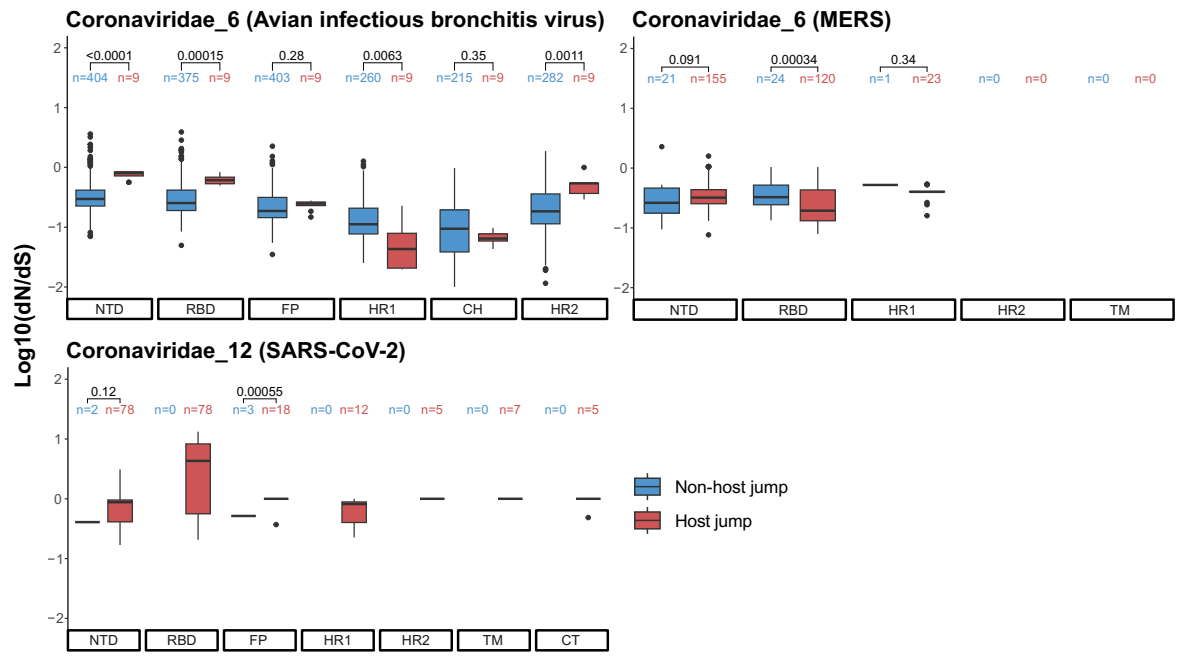 Coronaviridae_6 (Avian infectious bronchitis virus)
2
1
0
−1
−2
<0.0001 0.00015 0.28 0.0063 0.35 0.0011
n=404 n=9 n=375 n=9 n=403 n=9 n=260 n=9 n=215 n=9 n=282 n=9
NTD RBD FP HR1 CH HR2
Coronaviridae_6 (MERS)
2
1
0
−1
−2
0.091 0.00034 0.34
n=21 n=155 n=24 n=120 n=1 n=23 n=0 n=0 n=0 n=0
NTD RBD HR1 HR2 TM
Log10(dN/dS)
Coronaviridae_12 (SARS-CoV-2)
2
1
0
−1
−2
0.12 0.00055
n=2 n=78 n=0 n=78 n=3 n=18 n=0 n=12 n=0 n=5 n=0 n=7 n=0 n=5
NTD RBD FP HR1 HR2 TM CT
Non-host jump
Host jump